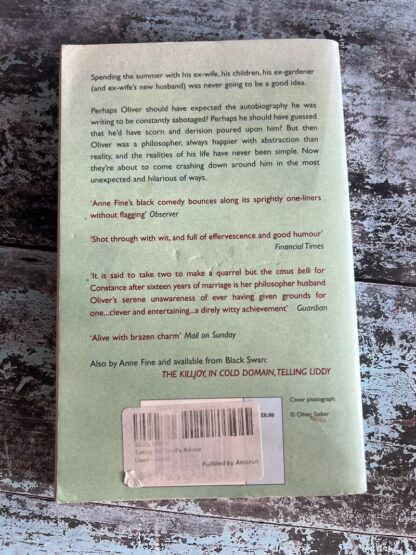 Spending the summer with his ex-wife, his children, his ex-gardener
(and ex-wife's new husband) was never going to be a good idea.
Perhaps Oliver should have expected the autobiography he was
writing to be constantly sabotaged? Perhaps he should have guessed
that he'd have scorn and derision poured upon him? But then
Oliver was a philosopher, always happier with abstraction than
reality, and the realities of his life have never been simple. Now
they're about to come crashing down around him in the most
unexpected and hilarious of ways.
'Anne Fine's black comedy bounces along its sprightly one-liners
without flagging' Observer
'Shot through with wit, and full of effervescence and good humour'
Financial Times
'It is said to take two to make a quarrel but the casus belli for
Constance after sixteen years of marriage is her philosopher husband
Oliver's serene unawareness of ever having given grounds for
one...clever and entertaining...a direly witty achievement' Guardian
'Alive with brazen charm' Mail on Sunday
Also by Anne Fine and available from Black Swan:
THE KILLJOY, IN COLD DOMAIN, TELLING LIDDY
Cover photograph:
© Oliver Sieber
£6.99
Taking the Devil's Advice
Used
Fulfilled by Amazon